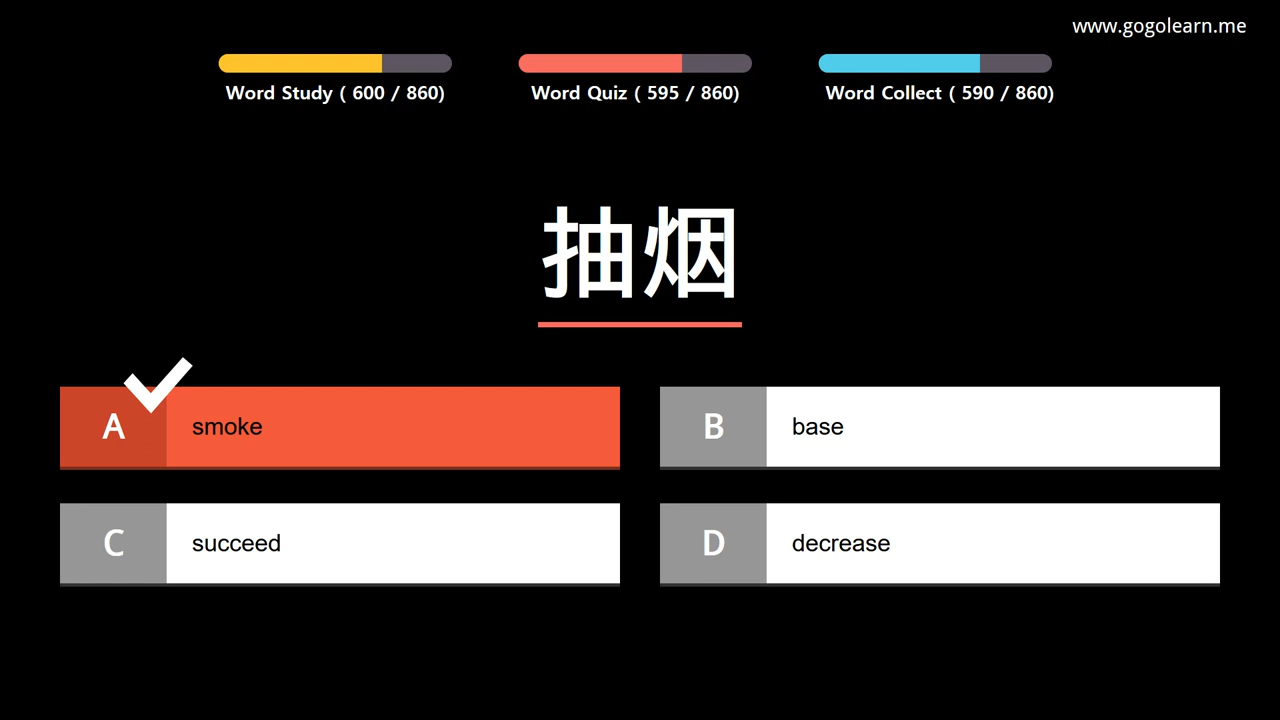 www.gogolearn.me
Word Study ( 600 / 860)
Word Quiz ( 595 / 860)
Word Collect ( 590 / 860)
抽烟
A smoke
B base
C succeed
D decrease